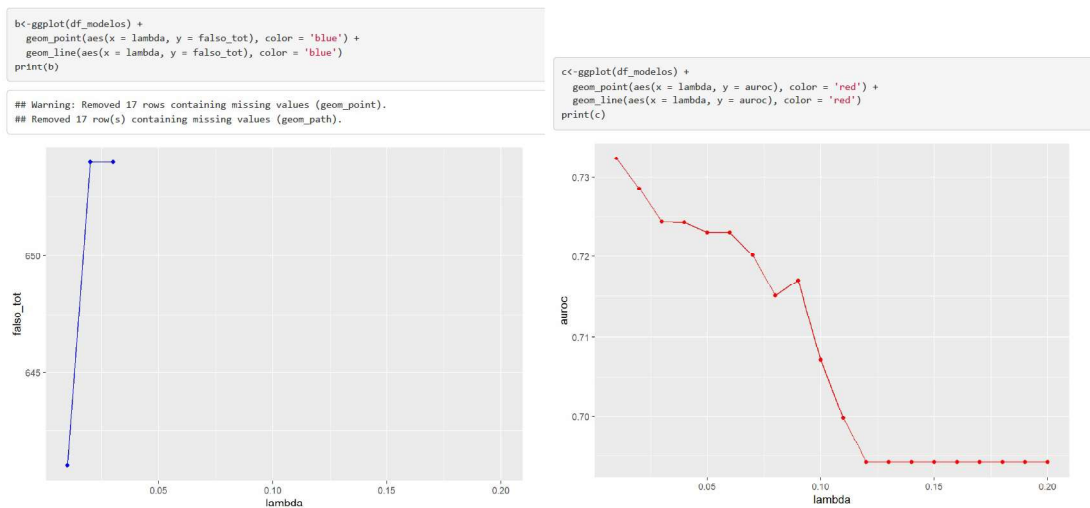 b<-ggplot(df_modelos) +
  geom_point(aes(x = lambda, y = falso_tot), color = 'blue') +
  geom_line(aes(x = lambda, y = falso_tot), color = 'blue')
print(b)
## Warning: Removed 17 rows containing missing values (geom_point).
## Removed 17 row(s) containing missing values (geom_path).
650
645
falso_tot
0.05 0.10 0.15 0.20
lambda
c<-ggplot(df_modelos) +
  geom_point(aes(x = lambda, y = auroc), color = 'red') +
  geom_line(aes(x = lambda, y = auroc), color = 'red')
print(c)
0.73
0.72
0.71
0.70
auroc
0.05 0.10 0.15 0.20
lambda